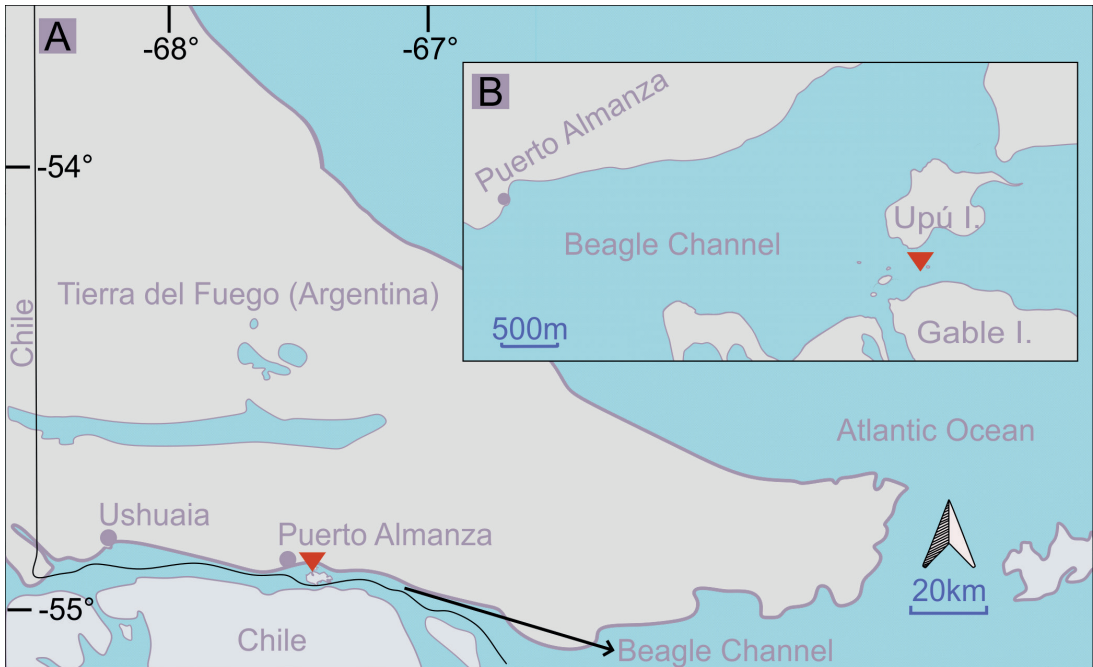 A
-68°
-67°
-54°
B
Puerto Almanza
Upú I.
Beagle Channel
500m
Gable I.
Tierra del Fuego (Argentina)
Chile
Atlantic Ocean
Ushuaia
Puerto Almanza
20km
-55°
Chile
Beagle Channel